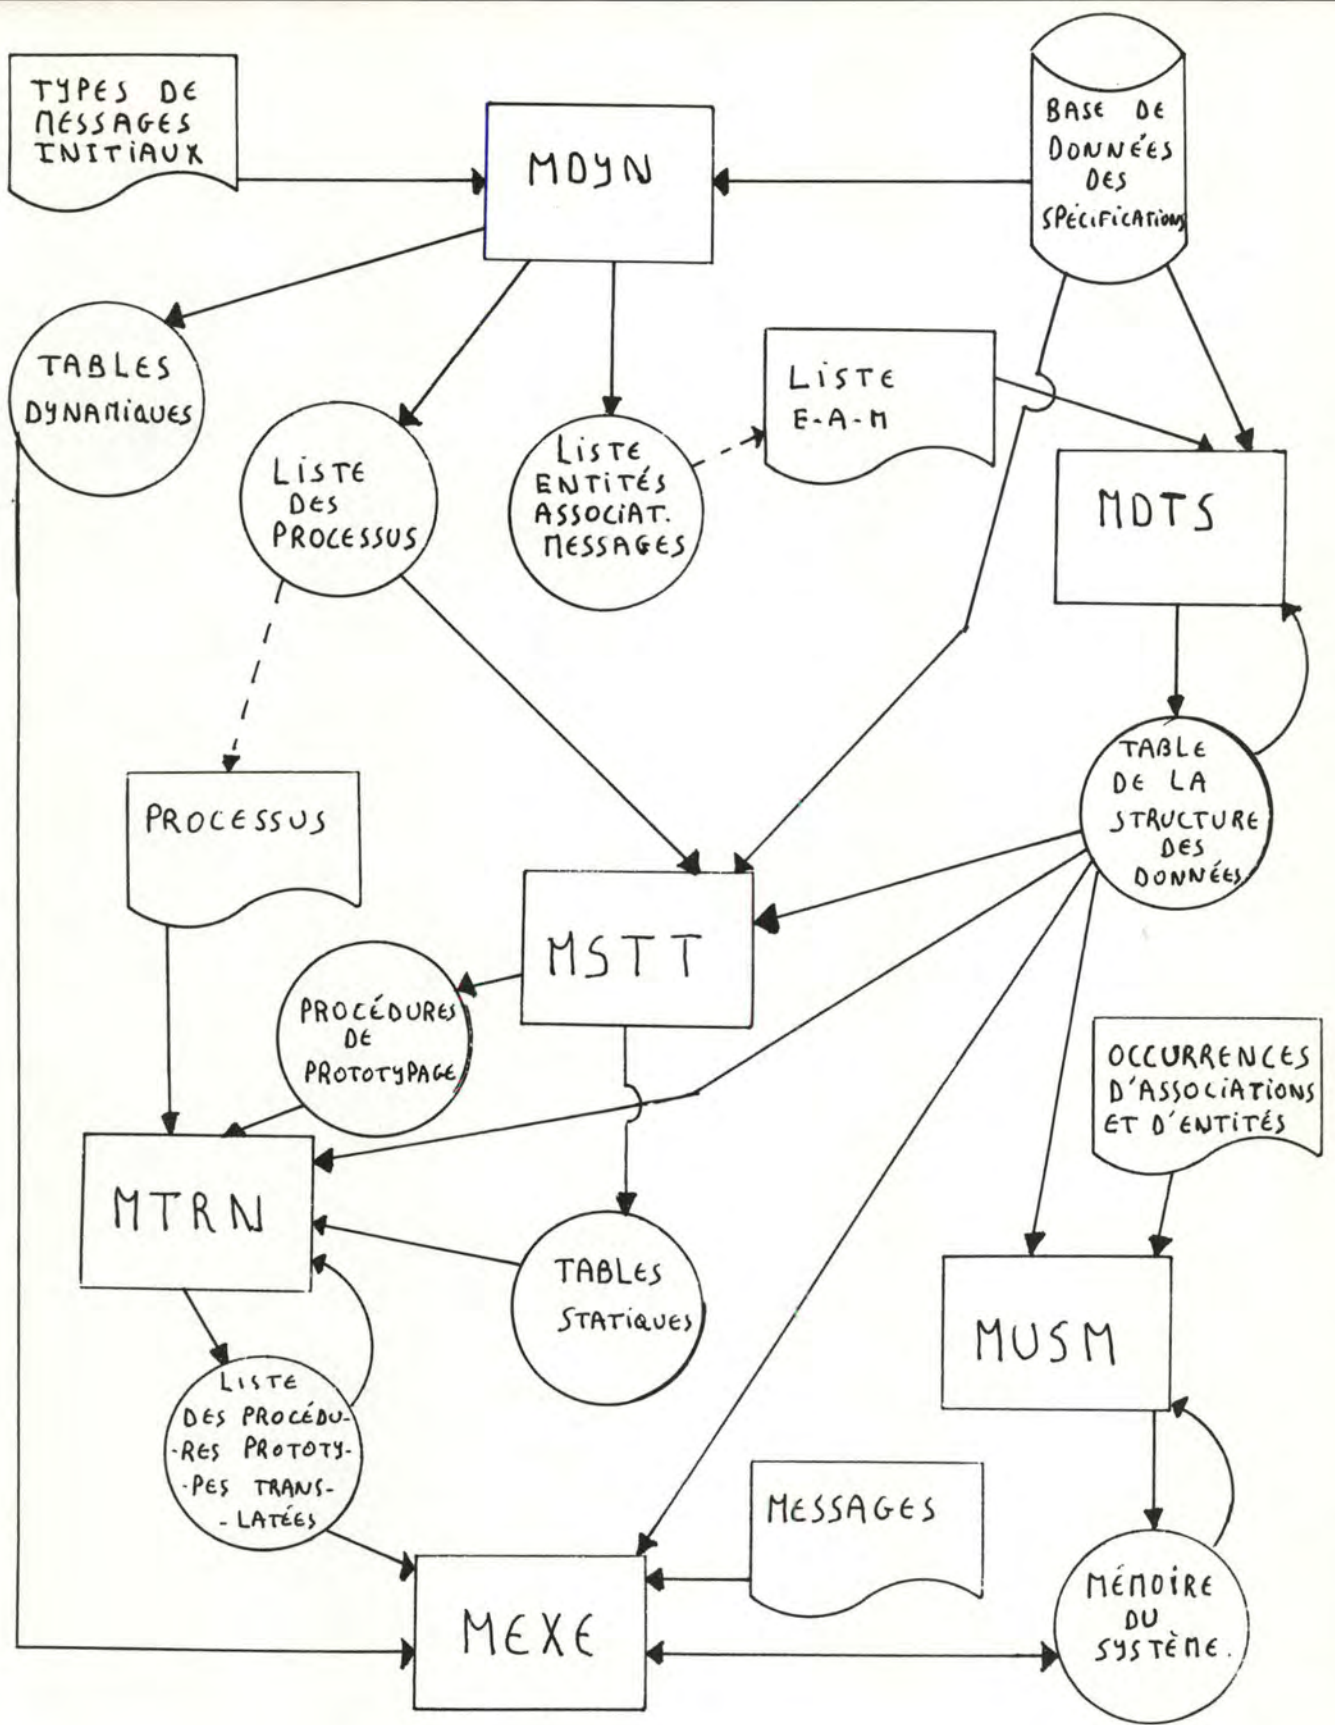 TYPES DE
MESSAGES
INITIAUX
MDYN
BASE DE
DONNÉES
DES
SPÉCIFICATIONS
TABLES
DYNAMIQUES
LISTE
DES
PROCESSUS
LISTE
ENTITÉS
ASSOCIAT.
MESSAGES
LISTE
E-A-M
MDTS
PROCESSUS
TABLE
DE LA
STRUCTURE
DES
DONNÉES
MSTT
PROCÉDURES
DE
PROTOTYPAGE
OCCURRENCES
D'ASSOCIATIONS
ET D'ENTITÉS
MTRN
TABLES
STATIQUES
MUSM
LISTE
DES PROCÉDU-
-RES PROTOTY-
-PES TRANS-
-LATÉES
MESSAGES
MEXE
MÉMOIRE
DU
SYSTÈME.